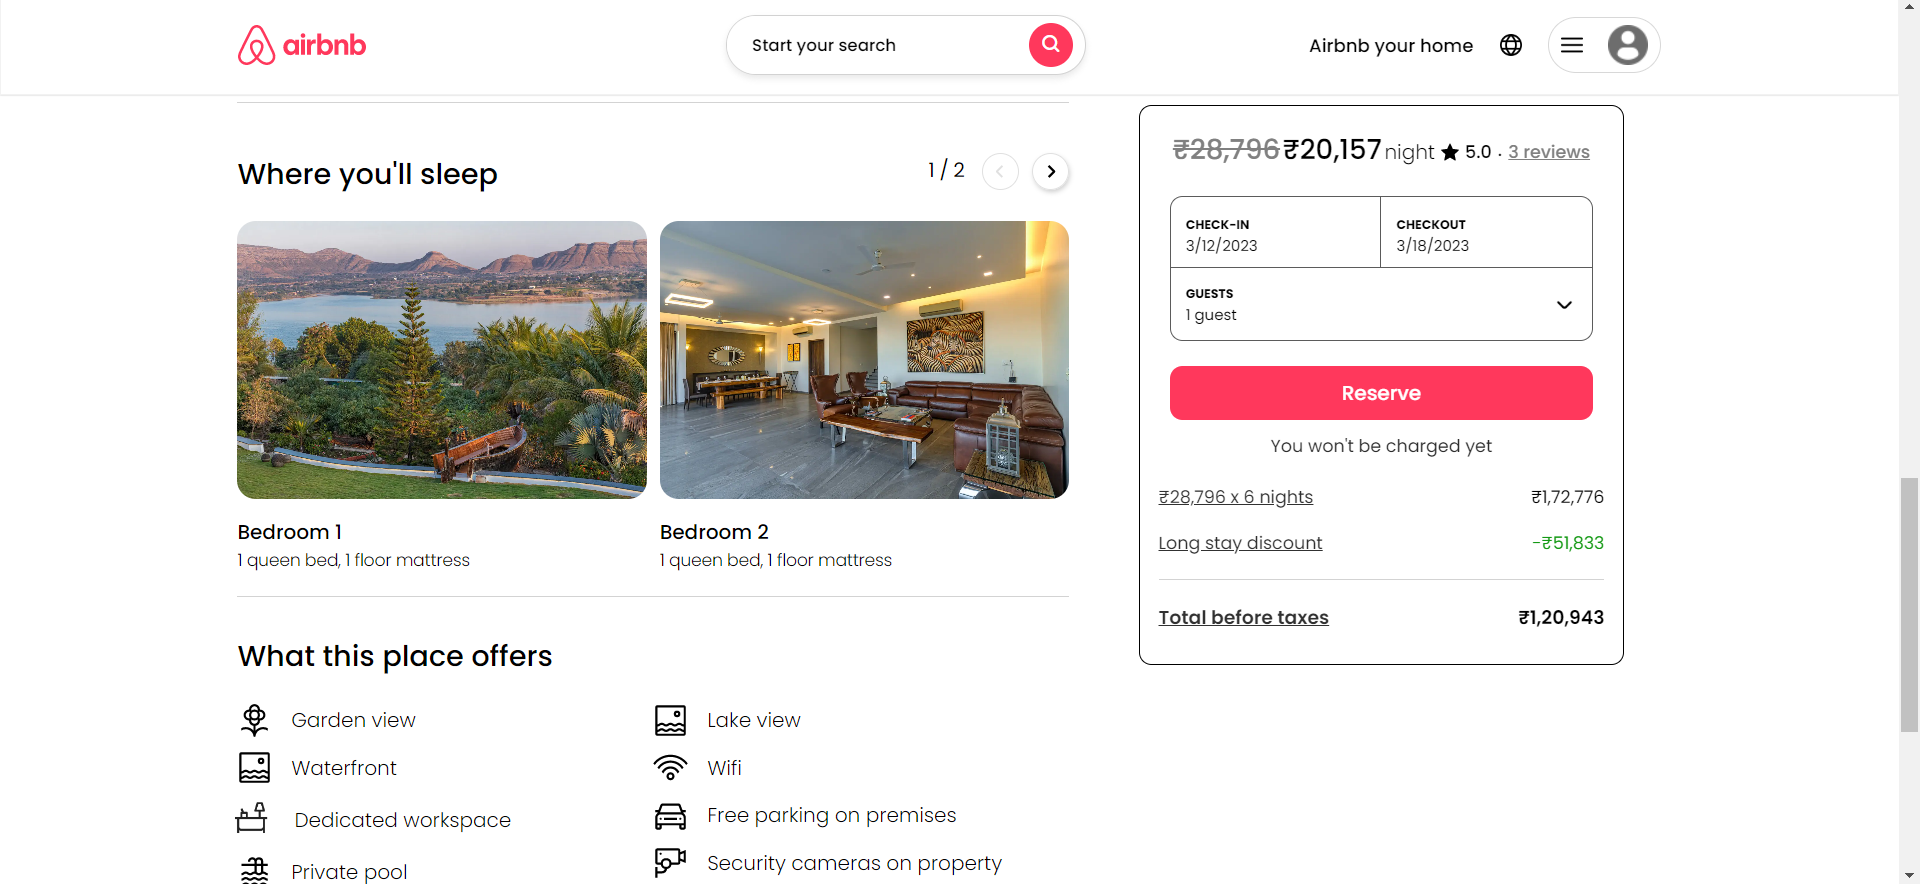 airbnb
Start your search
Airbnb your home
Where you'll sleep
1 / 2
Bedroom 1
1 queen bed, 1 floor mattress
Bedroom 2
1 queen bed, 1 floor mattress
What this place offers
Garden view
Lake view
Waterfront
Wifi
Dedicated workspace
Free parking on premises
Private pool
Security cameras on property
₹28,796 ₹20,157 night ★ 5.0 · 3 reviews
CHECK-IN
3/12/2023
CHECKOUT
3/18/2023
GUESTS
1 guest
Reserve
You won't be charged yet
₹28,796 x 6 nights ₹1,72,776
Long stay discount -₹51,833
Total before taxes ₹1,20,943